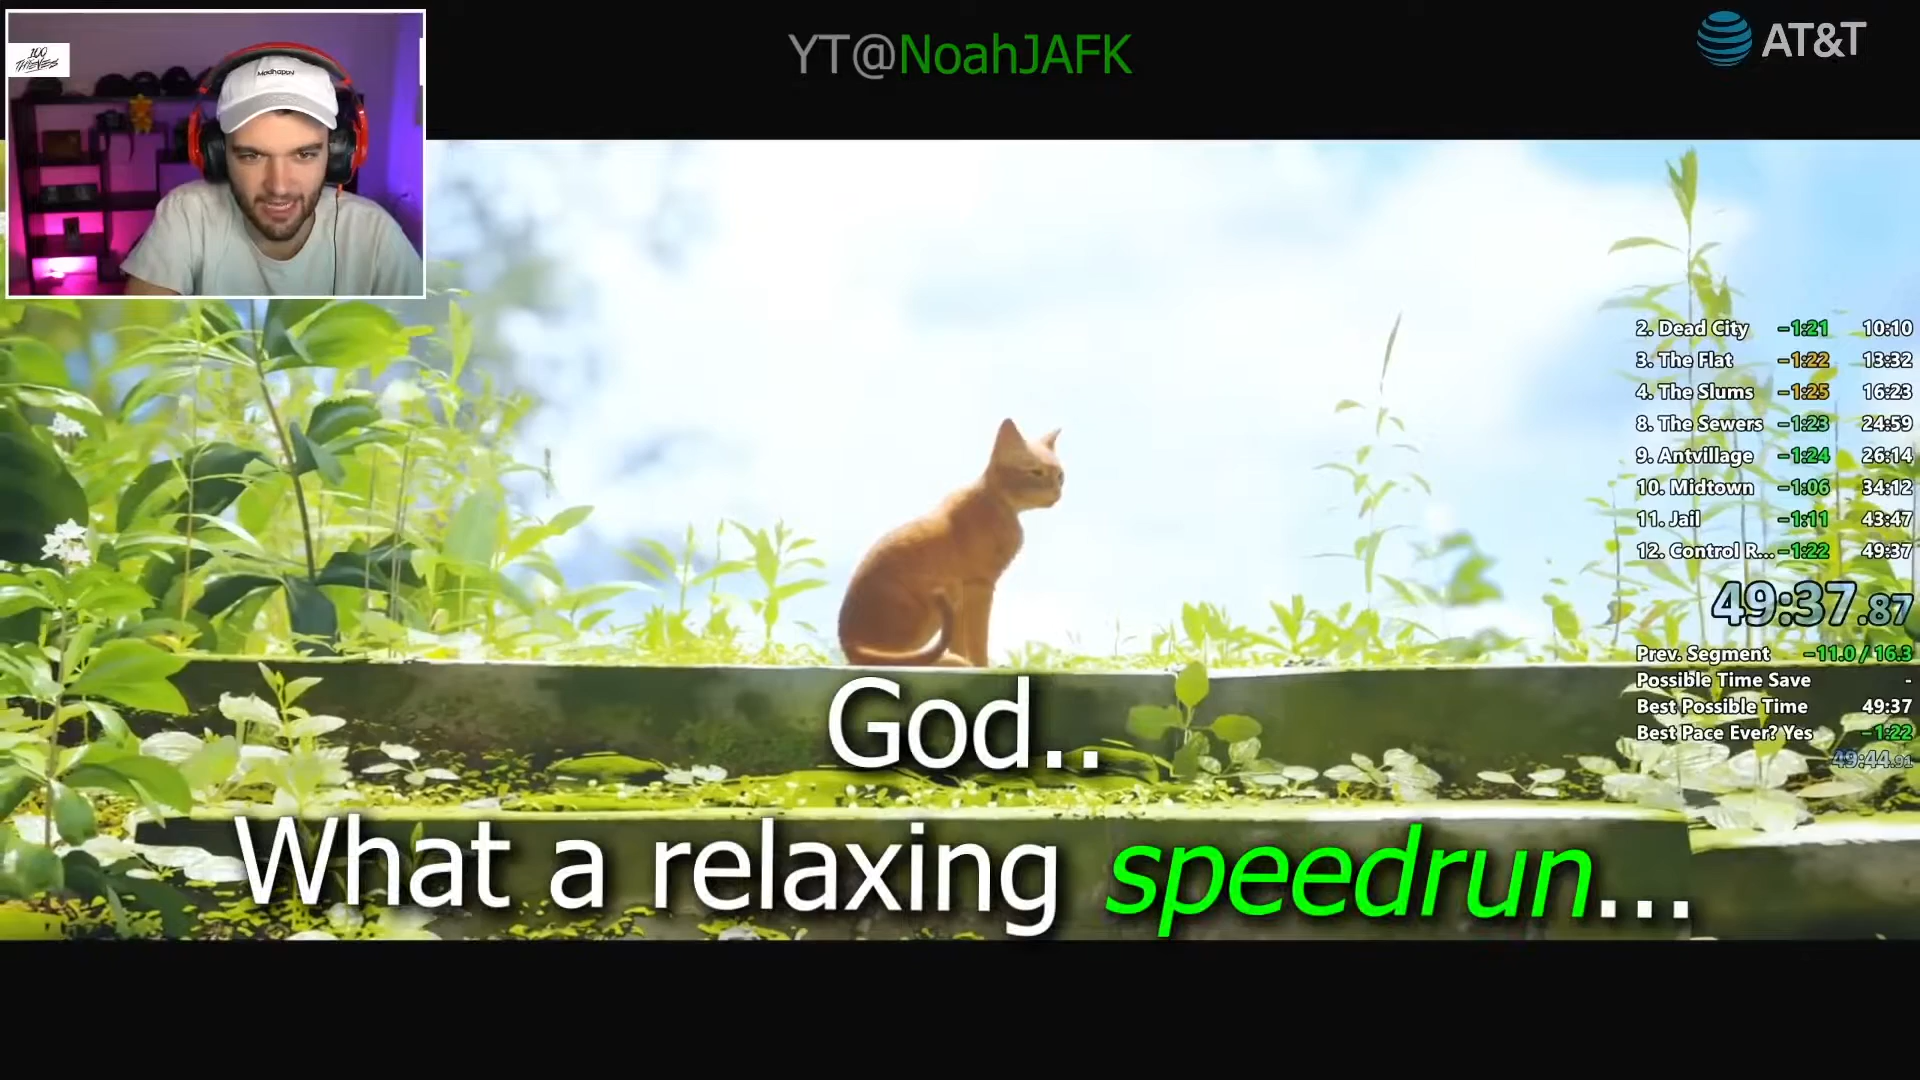 100
THIEVES
Madhappy
YT@NoahJAFK
AT&T
2. Dead City -1:21 10:10
3. The Flat -1:22 13:32
4. The Slums -1:25 16:23
8. The Sewers -1:23 24:59
9. Antvillage -1:24 26:14
10. Midtown -1:06 34:12
11. Jail -1:11 43:47
12. Control R... -1:22 49:37
49:37.87
Prev. Segment -11.0 / 16.3
Possible Time Save -
Best Possible Time 49:37
Best Pace Ever? Yes -1:22
49:44.91
God..
What a relaxing speedrun...